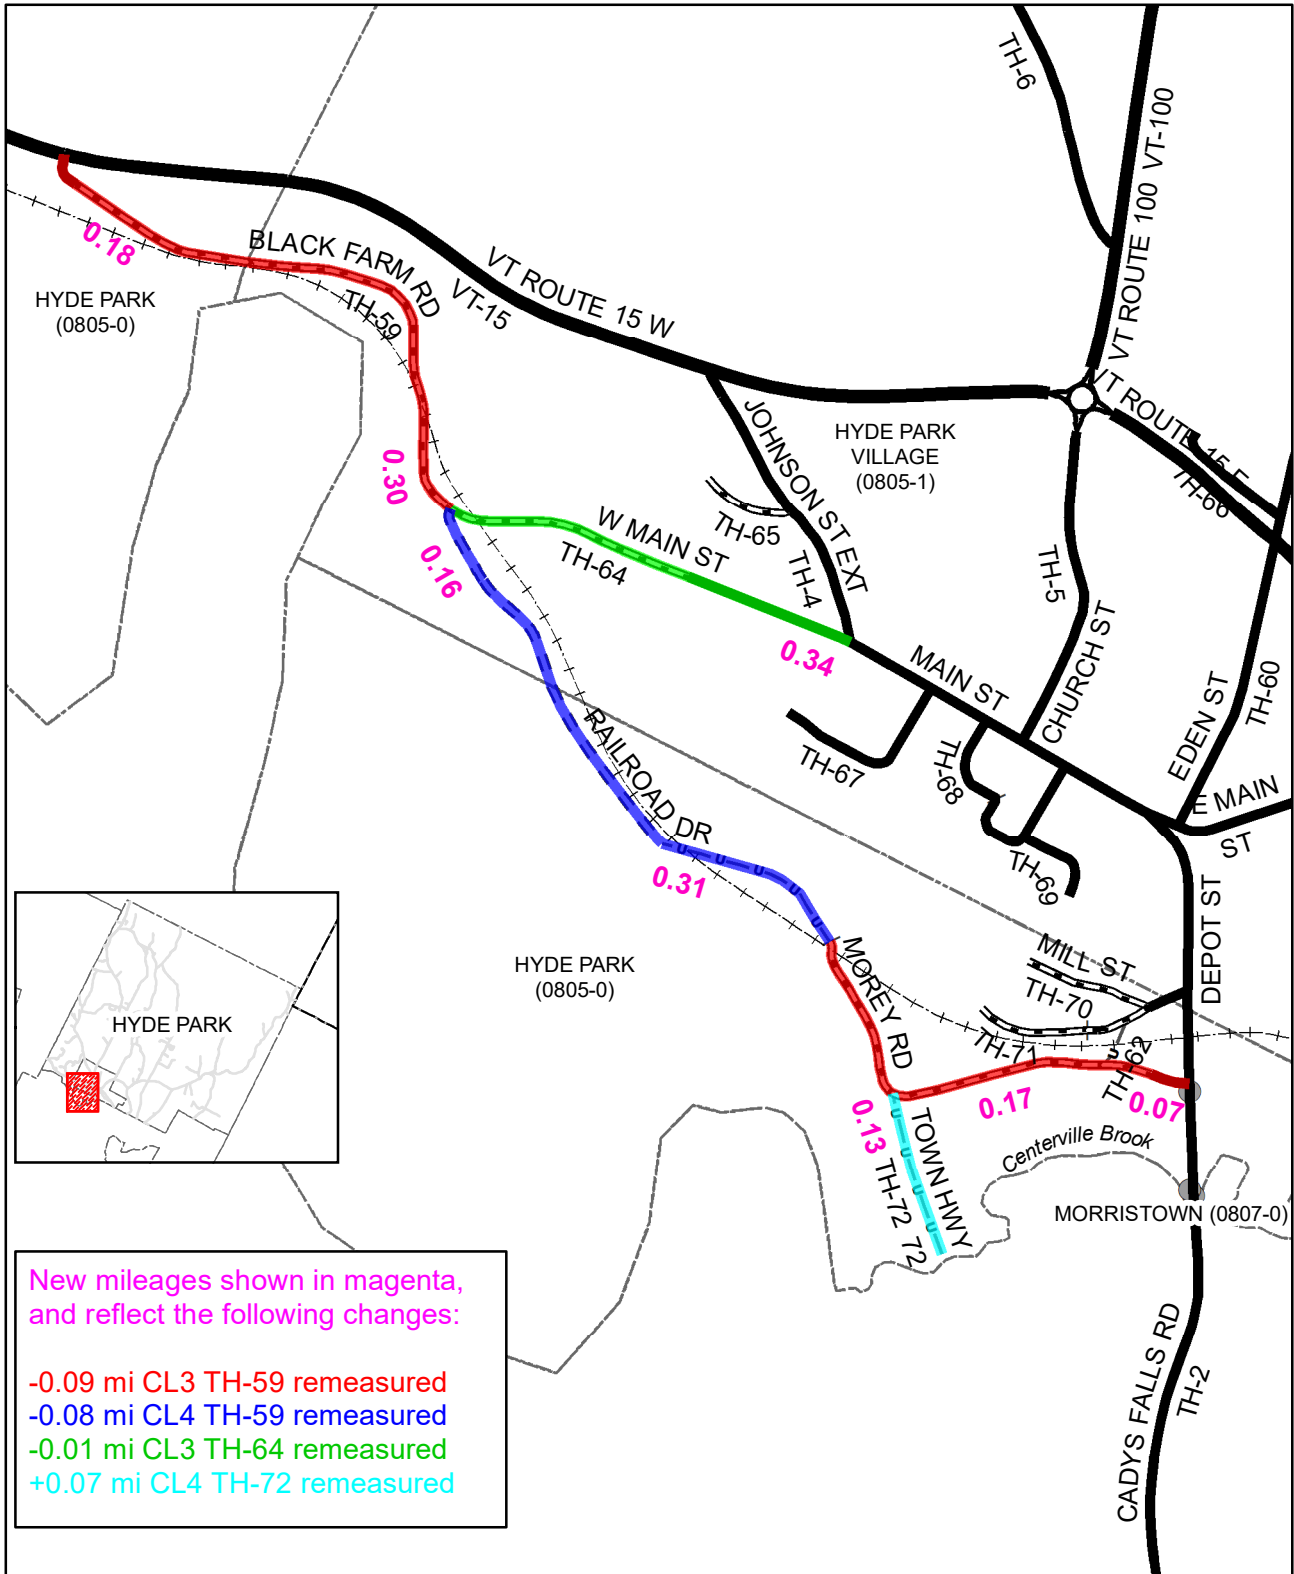 TH-6
VT ROUTE 100 VT-100
0.18
BLACK FARM RD
TH-59
VT ROUTE 15 W
VT-15
HYDE PARK
(0805-0)
VT ROUTE 15 E
TH-66
JOHNSON ST EXT
TH-4
HYDE PARK
VILLAGE
(0805-1)
0.30
TH-65
W MAIN ST
TH-64
0.16
TH-5
CHURCH ST
0.34
MAIN ST
EDEN ST
TH-60
TH-67
TH-68
E MAIN
ST
RAILROAD DR
TH-69
0.31
DEPOT ST
MILL ST
TH-70
HYDE PARK
(0805-0)
MOREY RD
TH-71
TH-62
HYDE PARK
0.17
0.07
0.13
TOWN HWY
72
TH-72
Centerville Brook
MORRISTOWN (0807-0)
CADYS FALLS RD
TH-2
New mileages shown in magenta,
and reflect the following changes:
-0.09 mi CL3 TH-59 remeasured
-0.08 mi CL4 TH-59 remeasured
-0.01 mi CL3 TH-64 remeasured
+0.07 mi CL4 TH-72 remeasured